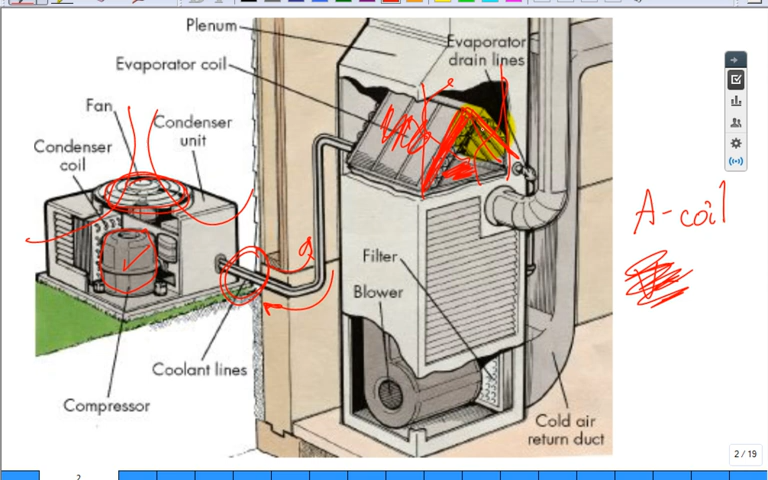 Plenum
Evaporator coil
Evaporator
drain lines
Fan
Condenser
unit
Condenser
coil
A-coil
Filter
Blower
Coolant lines
Compressor
Cold air
return duct
2 / 19
2